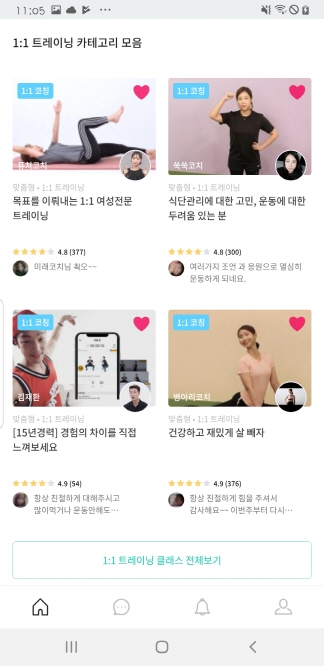 11:05
1:1 트레이닝 카테고리 모음
1:1 코칭
퓨처코치
맞춤형 • 1:1 트레이닝
목표를 이뤄내는 1:1 여성전문
트레이닝
4.8 (377)
미래코치님 쵝오~~
1:1 코칭
쑥쑥코치
맞춤형 • 1:1 트레이닝
식단관리에 대한 고민, 운동에 대한
두려움 있는 분
4.8 (300)
여러가지 조언 과 응원으로 열심히
운동하게 되네요.
1:1 코칭
김재환
맞춤형 • 1:1 트레이닝
[15년경력] 경험의 차이를 직접
느껴보세요
4.9 (54)
항상 친절하게 대해주시고
많이먹거나 운동안해도…
1:1 코칭
병아리코치
맞춤형 • 1:1 트레이닝
건강하고 재밌게 살 빼자
4.9 (376)
항상 친절하게 힘을 주셔서
감사해요~~ 이번주부터 다시…
1:1 트레이닝 클래스 전체보기